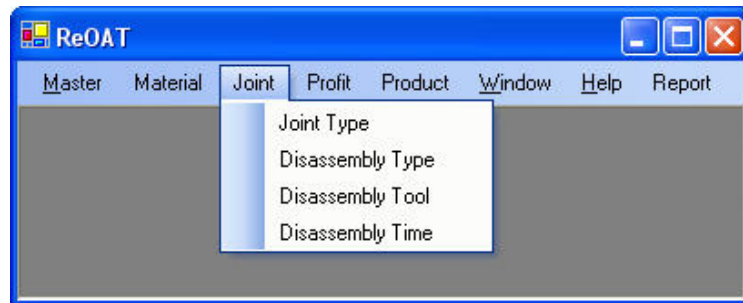 ReOAT
Master Material Joint Profit Product Window Help Report
Joint Type
Disassembly Type
Disassembly Tool
Disassembly Time